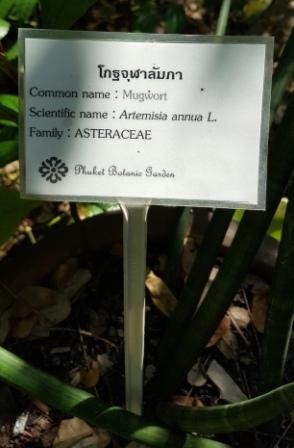 โกฐจุฬาลัมภา
Common name : Mugwort
Scientific name : Artemisia annua L.
Family : ASTERACEAE
Phuket Botanic Garden